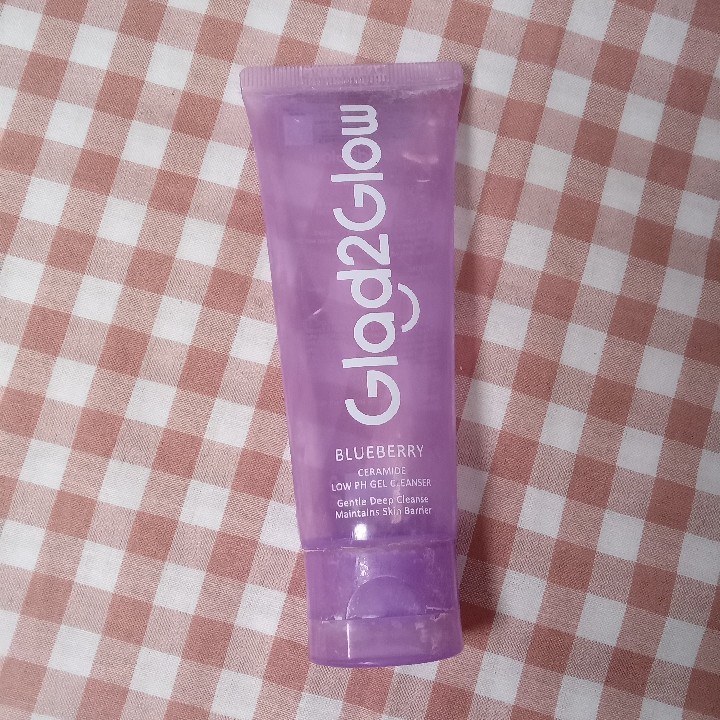 Glad2Glow
BLUEBERRY
CERAMIDE
LOW PH GEL CLEANSER
Gentle Deep Cleanse
Maintains Skin Barrier